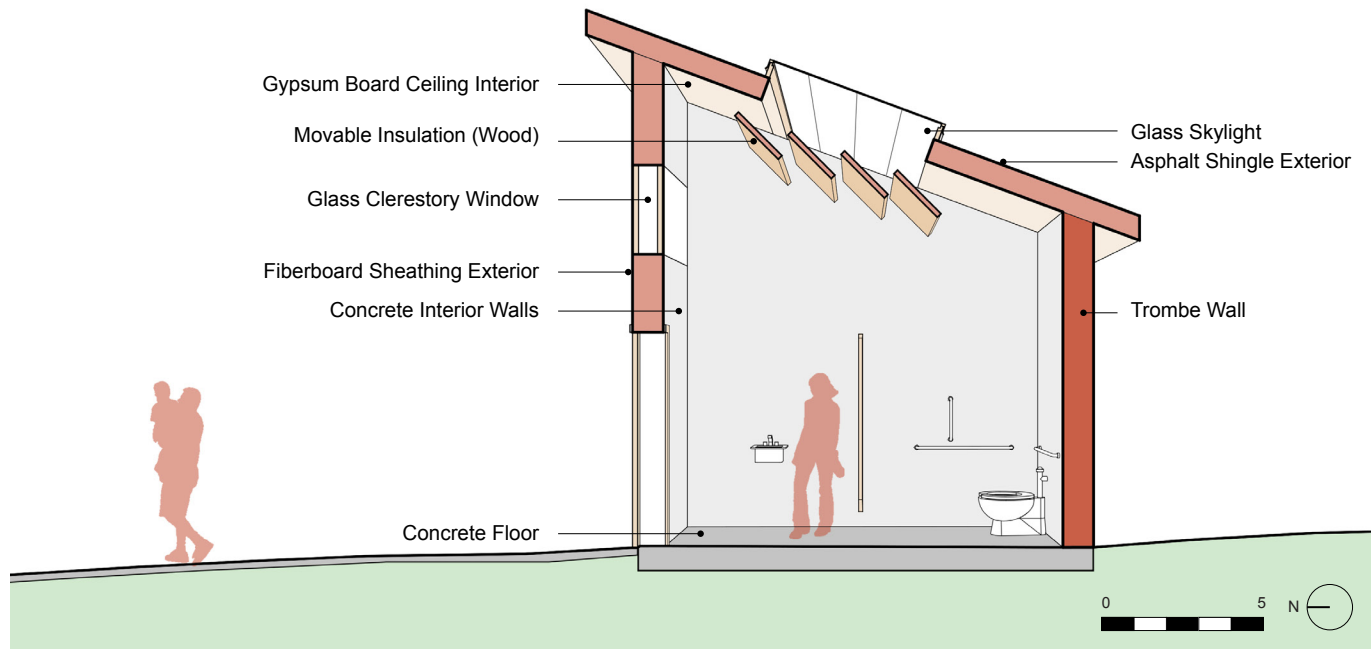 Gypsum Board Ceiling Interior
Movable Insulation (Wood)
Glass Clerestory Window
Fiberboard Sheathing Exterior
Concrete Interior Walls
Concrete Floor
Glass Skylight
Asphalt Shingle Exterior
Trombe Wall
0 5
N